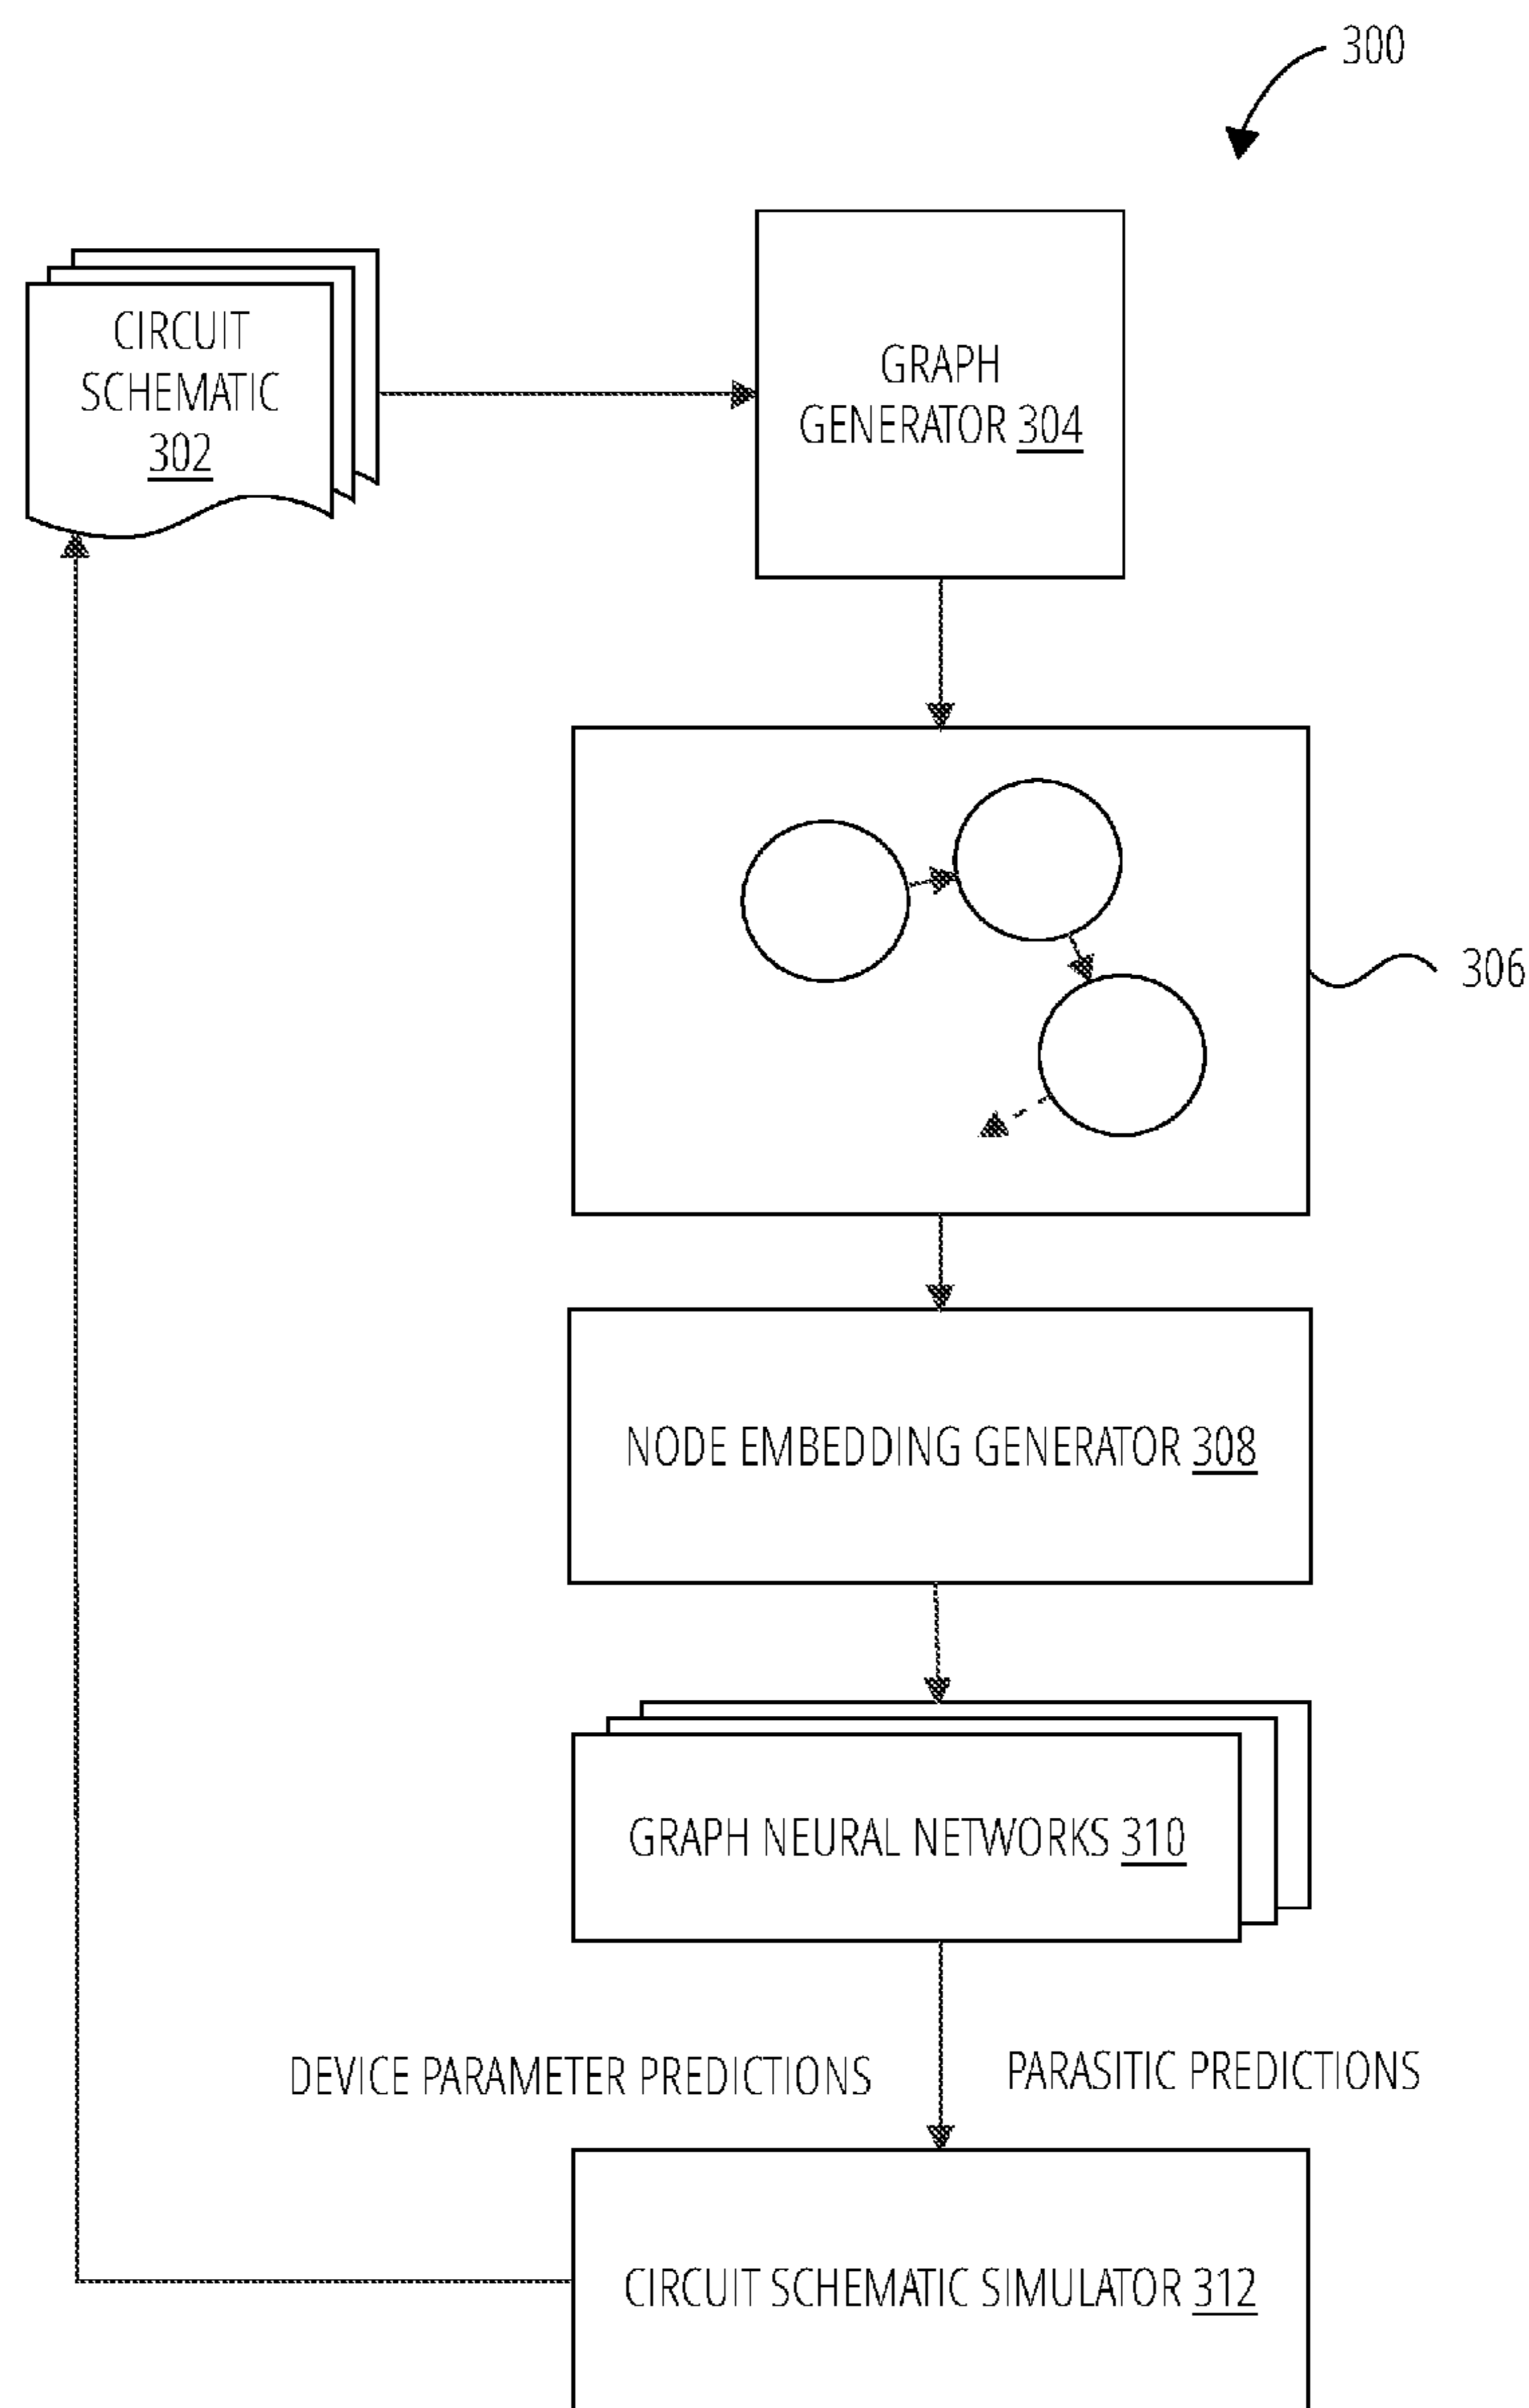 300
CIRCUIT
SCHEMATIC
302
GRAPH
GENERATOR 304
306
NODE EMBEDDING GENERATOR 308
GRAPH NEURAL NETWORKS 310
DEVICE PARAMETER PREDICTIONS
PARASITIC PREDICTIONS
CIRCUIT SCHEMATIC SIMULATOR 312